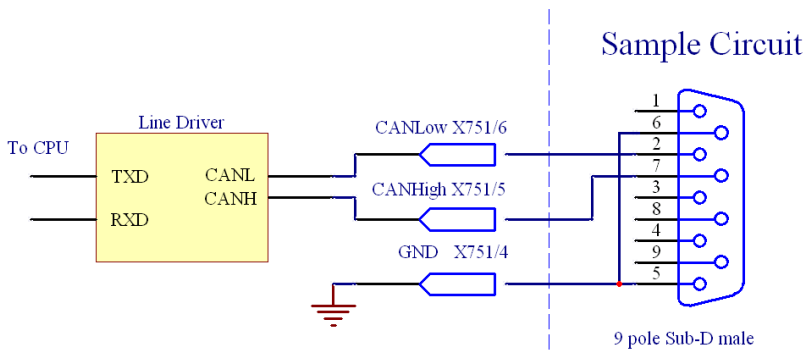 Sample Circuit
Line Driver
To CPU
TXD
RXD
CANL
CANH
CANLow X751/6
CANHigh X751/5
GND X751/4
1
6
2
7
3
8
4
9
5
9 pole Sub-D male